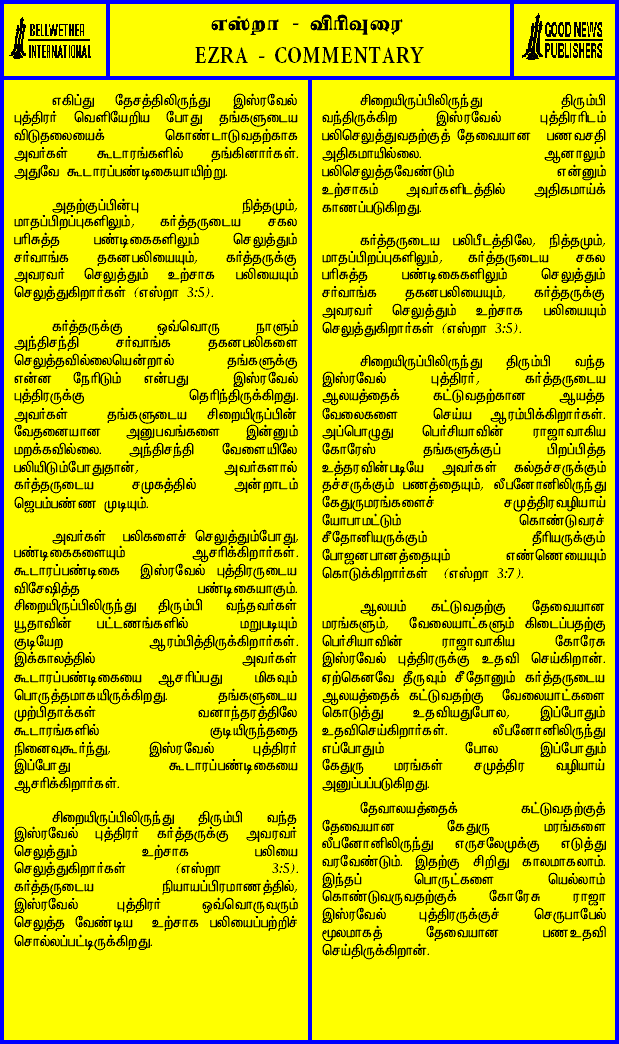 BELLWETHER
INTERNATIONAL
எஸ்றா - விரிவுரை
EZRA - COMMENTARY
GOOD NEWS
PUBLISHERS
எகிப்து தேசத்திலிருந்து இஸ்ரவேல்
புத்திரர் வெளியேறிய போது தங்களுடைய
விடுதலையைக் கொண்டாடுவதற்காக
அவர்கள் கூடாரங்களில் தங்கினார்கள்.
அதுவே கூடாரப்பண்டிகையாயிற்று.
அதற்குப்பின்பு நித்தமும்,
மாதப்பிறப்புகளிலும், கர்த்தருடைய சகல
பரிசுத்த பண்டிகைகளிலும் செலுத்தும்
சர்வாங்க தகனபலியையும், கர்த்தருக்கு
அவரவர் செலுத்தும் உற்சாக பலியையும்
செலுத்துகிறார்கள் (எஸ்றா 3:5).
கர்த்தருக்கு ஒவ்வொரு நாளும்
அந்திசந்தி சர்வாங்க தகனபலிகளை
செலுத்தவில்லையென்றால் தங்களுக்கு
என்ன நேரிடும் என்பது இஸ்ரவேல்
புத்திரருக்கு தெரிந்திருக்கிறது.
அவர்கள் தங்களுடைய சிறையிருப்பின்
வேதனையான அனுபவங்களை இன்னும்
மறக்கவில்லை. அந்திசந்தி வேளையிலே
பலியிடும்போதுதான், அவர்களால்
கர்த்தருடைய சமுகத்தில் அன்றாடம்
ஜெபம்பண்ண முடியும்.
அவர்கள் பலிகளைச் செலுத்தும்போது,
பண்டிகைகளையும் ஆசரிக்கிறார்கள்.
கூடாரப்பண்டிகை இஸ்ரவேல் புத்திரருடைய
விசேஷித்த பண்டிகையாகும்.
சிறையிருப்பிலிருந்து திரும்பி வந்தவர்கள்
யூதாவின் பட்டணங்களில் மறுபடியும்
குடியேற ஆரம்பித்திருக்கிறார்கள்.
இக்காலத்தில் அவர்கள்
கூடாரப்பண்டிகையை ஆசரிப்பது மிகவும்
பொருத்தமாகயிருக்கிறது. தங்களுடைய
முற்பிதாக்கள் வனாந்தரத்திலே
கூடாரங்களில் குடியிருந்ததை
நினைவுகூர்ந்து, இஸ்ரவேல் புத்திரர்
இப்போது கூடாரப்பண்டிகையை
ஆசரிக்கிறார்கள்.
சிறையிருப்பிலிருந்து திரும்பி வந்த
இஸ்ரவேல் புத்திரர் கர்த்தருக்கு அவரவர்
செலுத்தும் உற்சாக பலியை
செலுத்துகிறார்கள் (எஸ்றா 3:5).
கர்த்தருடைய நியாயப்பிரமாணத்தில்,
இஸ்ரவேல் புத்திரர் ஒவ்வொருவரும்
செலுத்த வேண்டிய உற்சாக பலியைப்பற்றிச்
சொல்லப்பட்டிருக்கிறது.
சிறையிருப்பிலிருந்து திரும்பி
வந்திருக்கிற இஸ்ரவேல் புத்திரரிடம்
பலிசெலுத்துவதற்குத் தேவையான பணவசதி
அதிகமாயில்லை. ஆனாலும்
பலிசெலுத்தவேண்டும் என்னும்
உற்சாகம் அவர்களிடத்தில் அதிகமாய்க்
காணப்படுகிறது.
கர்த்தருடைய பலிபீடத்திலே, நித்தமும்,
மாதப்பிறப்புகளிலும், கர்த்தருடைய சகல
பரிசுத்த பண்டிகைகளிலும் செலுத்தும்
சர்வாங்க தகனபலியையும், கர்த்தருக்கு
அவரவர் செலுத்தும் உற்சாக பலியையும்
செலுத்துகிறார்கள் (எஸ்றா 3:5).
சிறையிருப்பிலிருந்து திரும்பி வந்த
இஸ்ரவேல் புத்திரர், கர்த்தருடைய
ஆலயத்தைக் கட்டுவதற்கான ஆயத்த
வேலைகளை செய்ய ஆரம்பிக்கிறார்கள்.
அப்பொழுது பெர்சியாவின் ராஜாவாகிய
கோரேஸ் தங்களுக்குப் பிறப்பித்த
உத்தரவின்படியே அவர்கள் கல்தச்சருக்கும்
தச்சருக்கும் பணத்தையும், லீபனோனிலிருந்து
கேதுருமரங்களைச் சமுத்திரவழியாய்
யோபாமட்டும் கொண்டுவரச்
சீதோனியருக்கும் தீரியருக்கும்
போஜனபானத்தையும் எண்ணெயையும்
கொடுக்கிறார்கள் (எஸ்றா 3:7).
ஆலயம் கட்டுவதற்கு தேவையான
மரங்களும், வேலையாட்களும் கிடைப்பதற்கு
பெர்சியாவின் ராஜாவாகிய கோரேசு
இஸ்ரவேல் புத்திரருக்கு உதவி செய்கிறான்.
ஏற்கெனவே தீருவும் சீதோனும் கர்த்தருடைய
ஆலயத்தைக் கட்டுவதற்கு வேலையாட்களை
கொடுத்து உதவியதுபோல, இப்போதும்
உதவிசெய்கிறார்கள். லீபனோனிலிருந்து
எப்போதும் போல இப்போதும்
கேதுரு மரங்கள் சமுத்திர வழியாய்
அனுப்பப்படுகிறது.
தேவாலயத்தைக் கட்டுவதற்குத்
தேவையான கேதுரு மரங்களை
லீபனோனிலிருந்து எருசலேமுக்கு எடுத்து
வரவேண்டும். இதற்கு சிறிது காலமாகலாம்.
இந்தப் பொருட்களை யெல்லாம்
கொண்டுவருவதற்குக் கோரேசு ராஜா
இஸ்ரவேல் புத்திரருக்குச் செருபாபேல்
மூலமாகத் தேவையான பணஉதவி
செய்திருக்கிறான்.